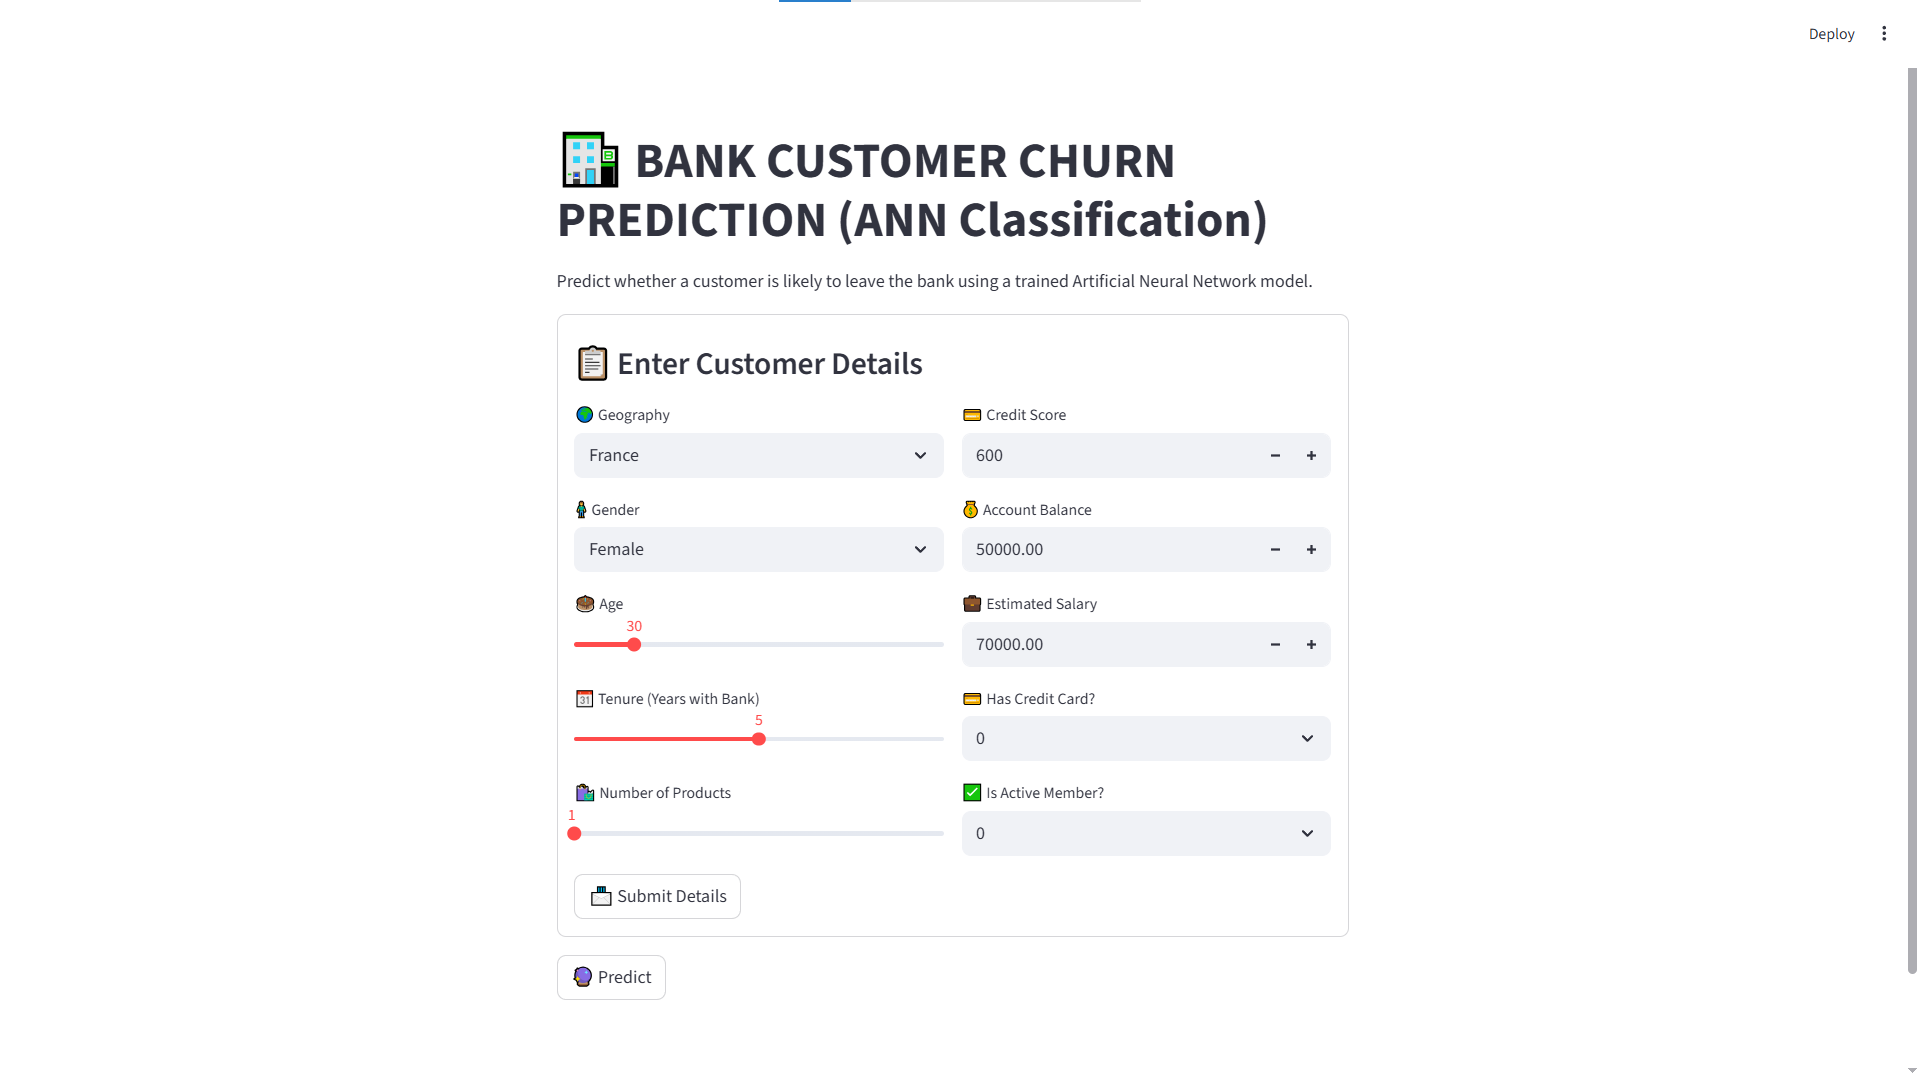 Deploy
BANK CUSTOMER CHURN
PREDICTION (ANN Classification)
Predict whether a customer is likely to leave the bank using a trained Artificial Neural Network model.
Enter Customer Details
Geography
France
Gender
Female
Age
30
Tenure (Years with Bank)
5
Number of Products
1
Credit Score
600
Account Balance
50000.00
Estimated Salary
70000.00
Has Credit Card?
0
Is Active Member?
0
Submit Details
Predict